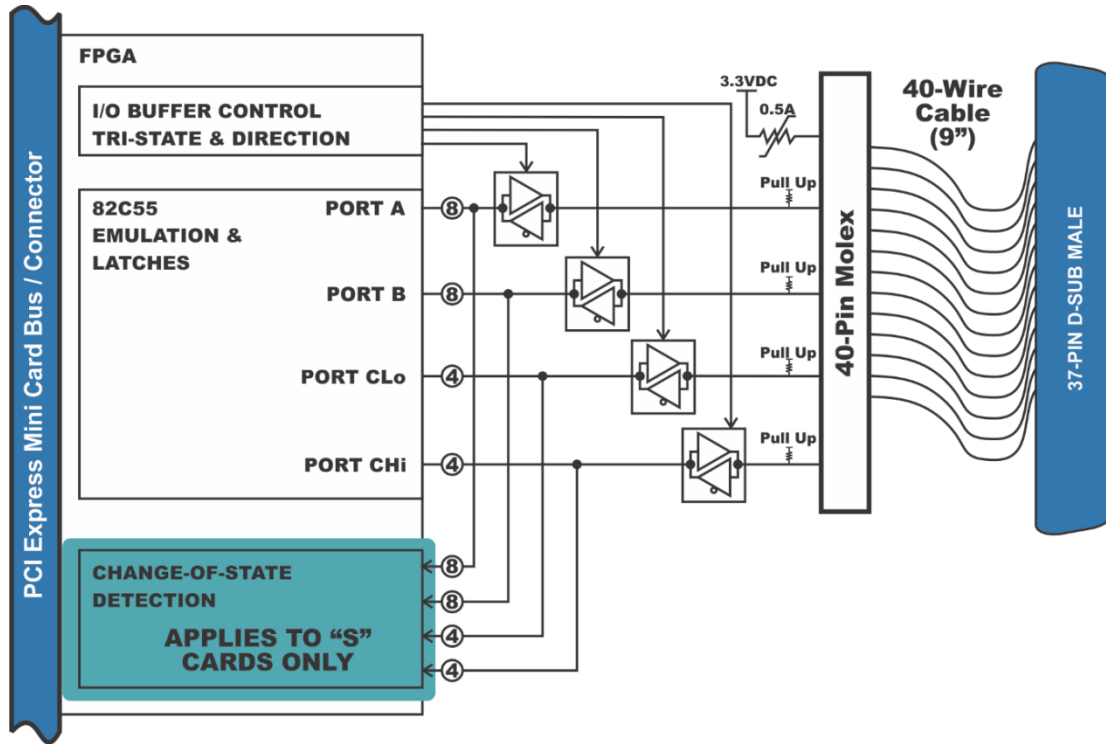 PCI Express Mini Card Bus / Connector
FPGA
I/O BUFFER CONTROL
TRI-STATE & DIRECTION
82C55
EMULATION &
LATCHES
PORT A
8
PORT B
8
PORT CLo
4
PORT CHi
4
CHANGE-OF-STATE
DETECTION
APPLIES TO “S”
CARDS ONLY
8
8
4
4
3.3VDC
0.5A
Pull Up
Pull Up
Pull Up
Pull Up
40-Pin Molex
40-Wire
Cable
(9”)
37-PIN D-SUB MALE